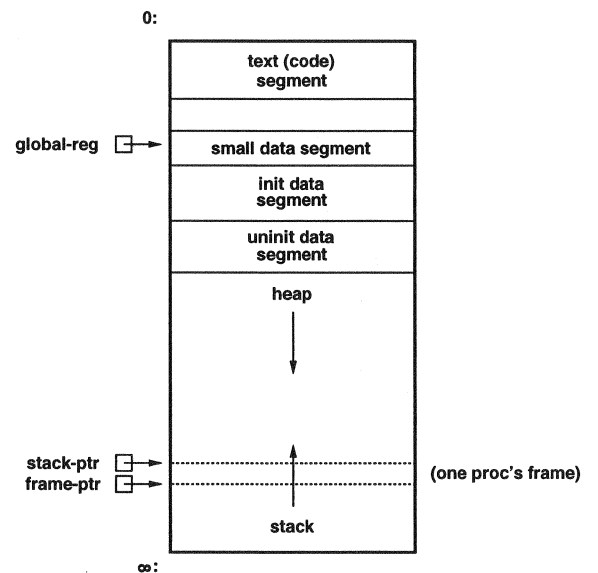 0:
text (code)
segment
global-reg
small data segment
init data
segment
uninit data
segment
heap
stack-ptr
frame-ptr
(one proc's frame)
stack
∞: